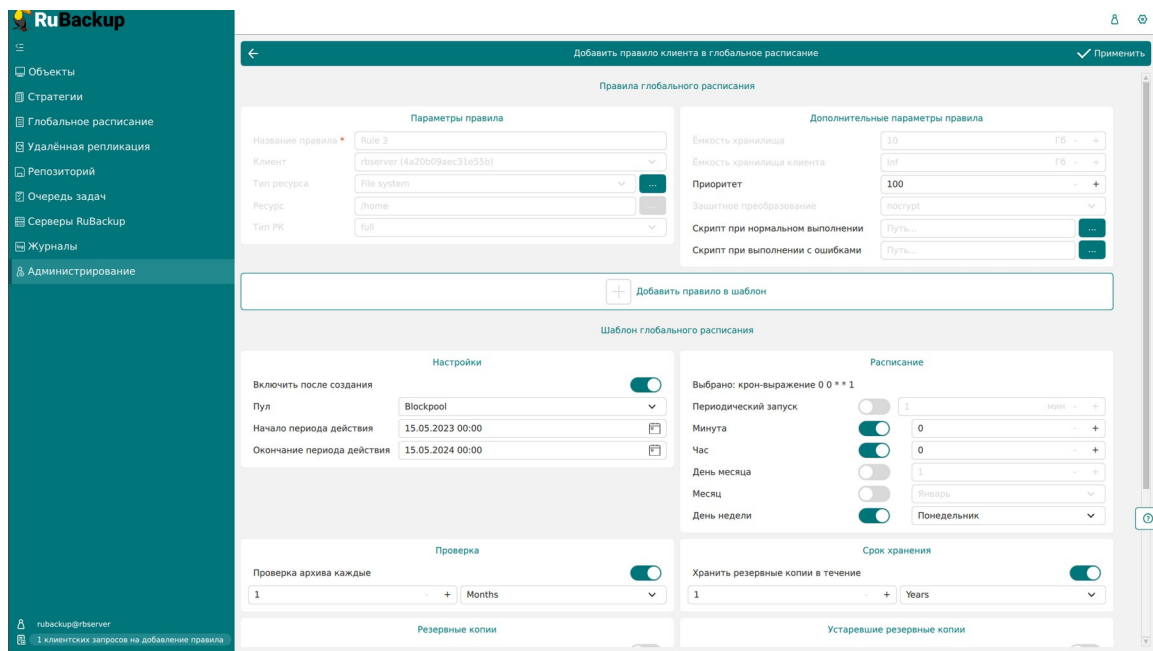 RuBackup
Объекты
Стратегии
Глобальное расписание
Удалённая репликация
Репозиторий
Очередь задач
Серверы RuBackup
Журналы
Администрирование
rubackup@rbserver
1 клиентских запросов на добавление правила
Добавить правило клиента в глобальное расписание
Применить
Правила глобального расписания
Параметры правила
Название правила * Rule 3
Клиент rbserver (4a20b09aec31e55b)
Тип ресурса File system ...
Ресурс /home ...
Тип РК full
Дополнительные параметры правила
Ёмкость хранилища 10 Гб - +
Ёмкость хранилища клиента Inf Гб - +
Приоритет 100 - +
Защитное преобразование nocrypt
Скрипт при нормальном выполнении Путь... ...
Скрипт при выполнении с ошибками Путь... ...
+ Добавить правило в шаблон
Шаблон глобального расписания
Настройки
Включить после создания
Пул Blockpool
Начало периода действия 15.05.2023 00:00
Окончание периода действия 15.05.2024 00:00
Расписание
Выбрано: крон-выражение 0 0 * * 1
Периодический запуск 1 мин - +
Минута 0 - +
Час 0 - +
День месяца 1 - +
Месяц Январь
День недели Понедельник
Проверка
Проверка архива каждые
1 - + Months
Срок хранения
Хранить резервные копии в течение
1 - + Years
Резервные копии
Устаревшие резервные копии